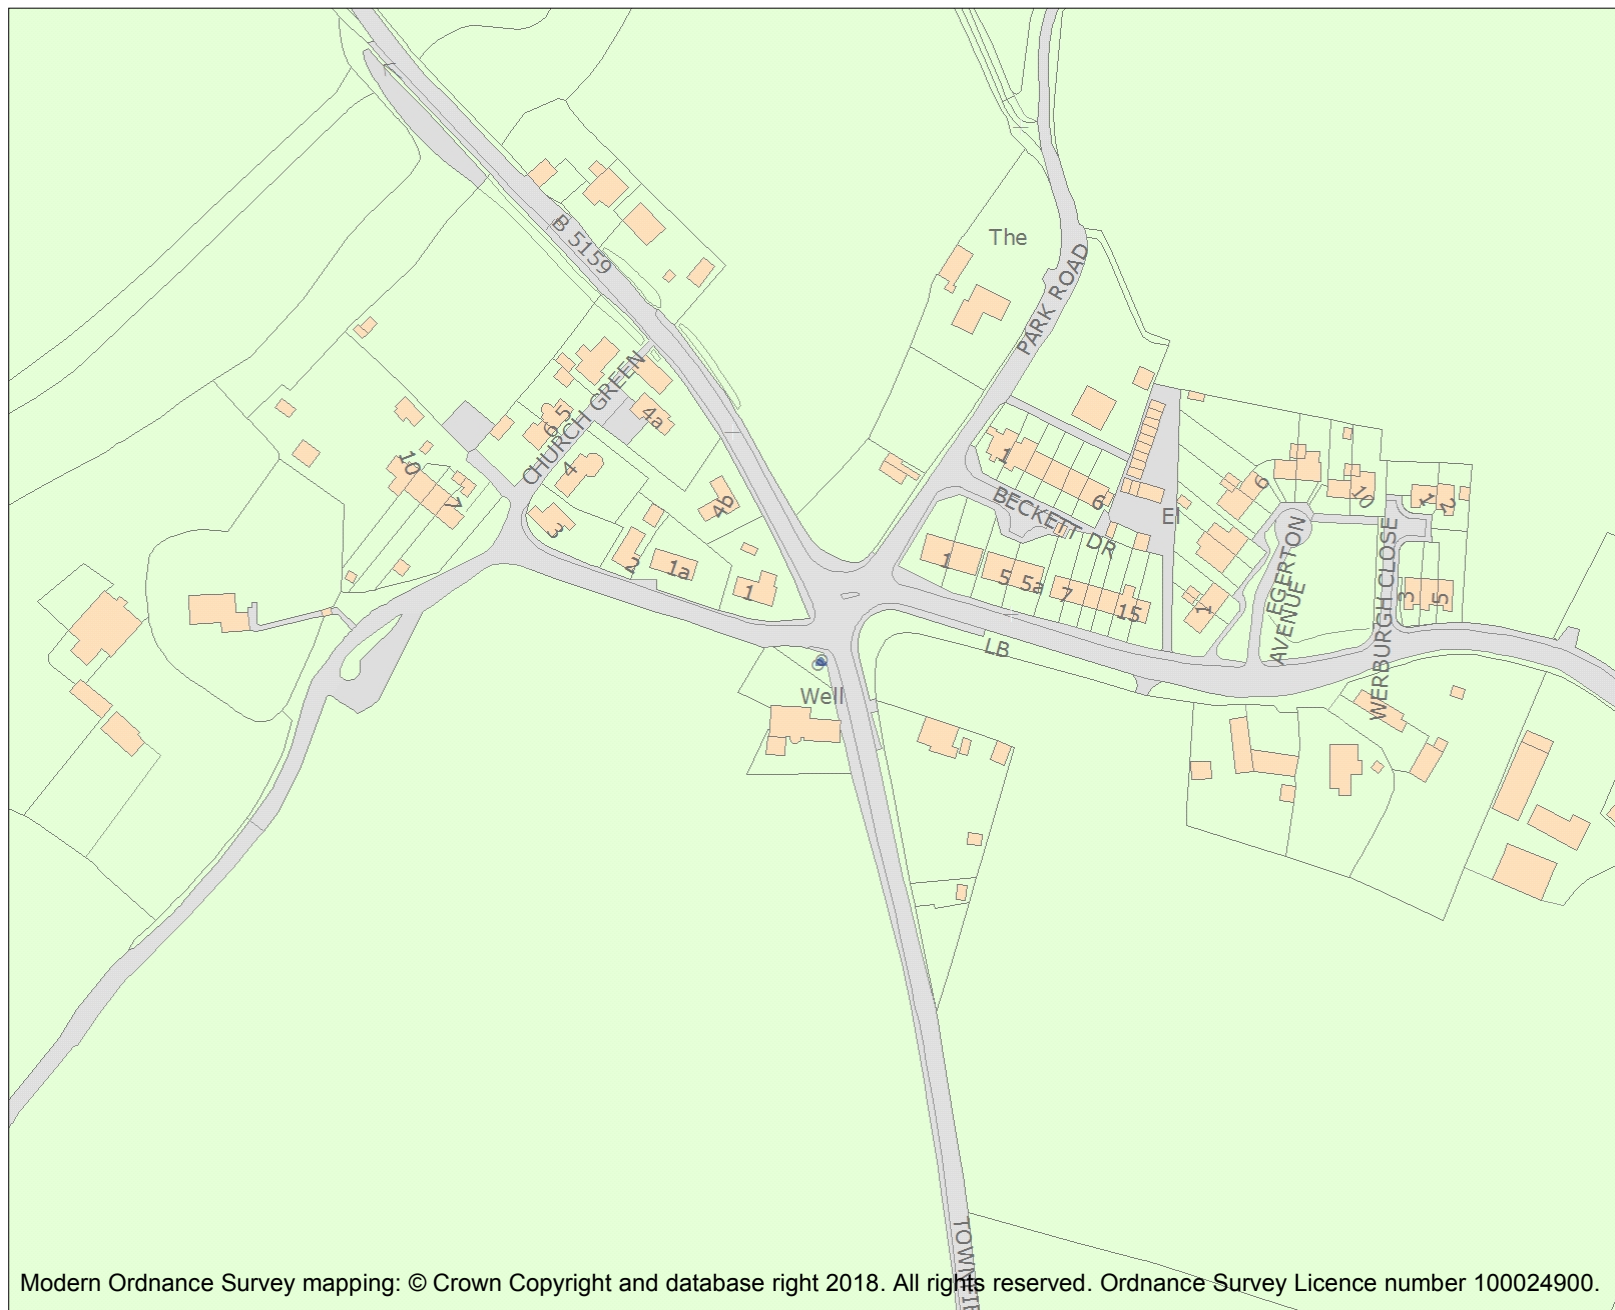 B 5159
The
PARK ROAD
CHURCH GREEN
5
6
4a
4
4b
10
7
3
2
1a
1
1
6
BECKETT DR
El
1
5
5a
7
15
6
10
1
2
1
EGERTON
AVENUE
WERBURGH CLOSE
3
5
LB
Well
Modern Ordnance Survey mapping: © Crown Copyright and database right 2018. All rights reserved. Ordnance Survey Licence number 100024900.